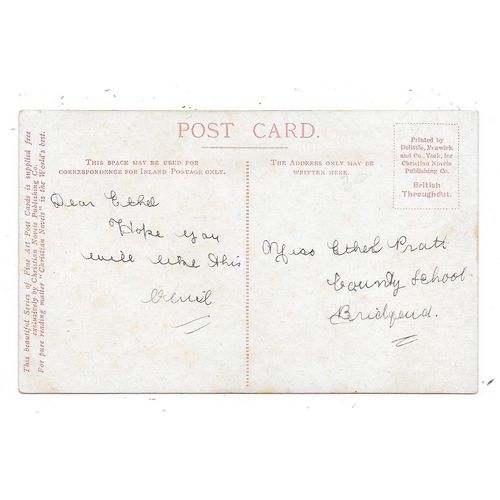 POST CARD.
THIS SPACE MAY BE USED FOR
CORRESPONDENCE FOR INLAND POSTAGE ONLY.
THE ADDRESS ONLY MAY BE
WRITTEN HERE.
Printed by
Delittle, Fenwick
and Co., York, for
Christian Novels
Publishing Co.
British
Throughout.
Dear Ethel
Hope you
will like this
Miss Ethel Pratt
County School
Bridgend.
This beautiful Series of Fine Art Post Cards is supplied free
exclusively by Christian Novels Publishing Co.
For pure reading matter "Christian Novels" is the World's best.